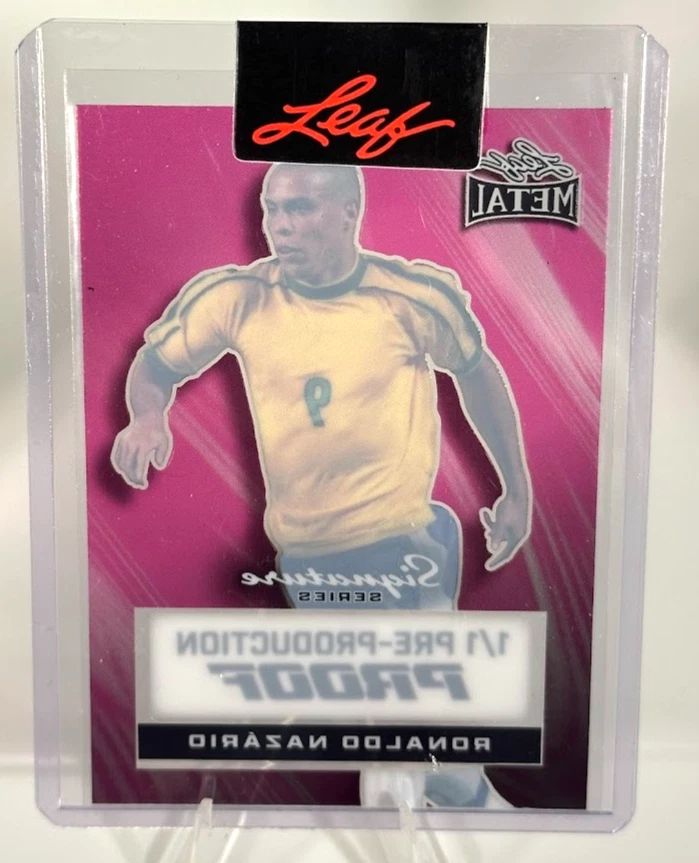 Leaf
Leaf
METAL
9
Signature
SERIES
1/1 PRE-PRODUCTION
PROOF
RONALDO NAZÁRIO